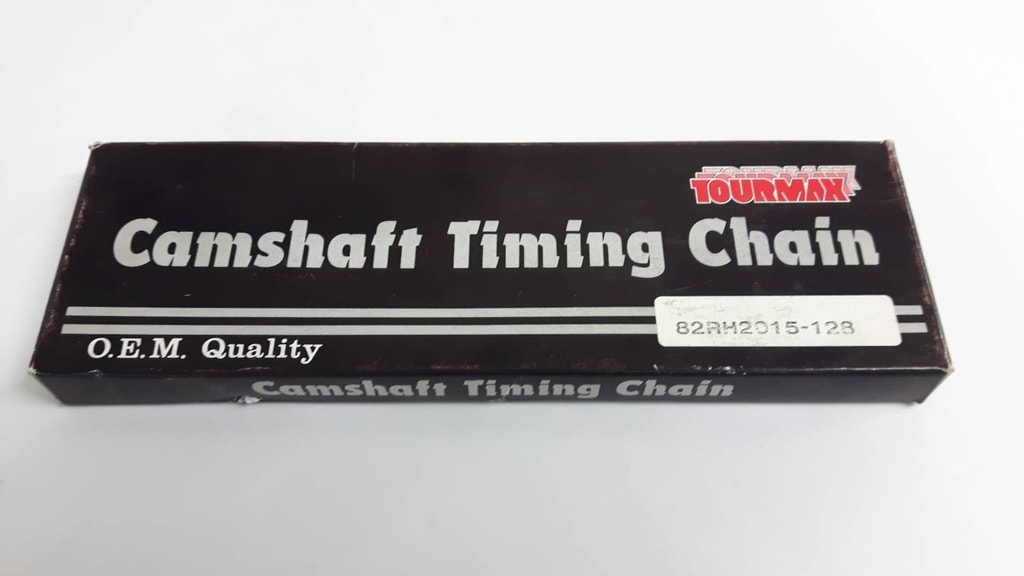 TOURMAX
Camshaft Timing Chain
82RH2015-128
O.E.M. Quality
Camshaft Timing Chain